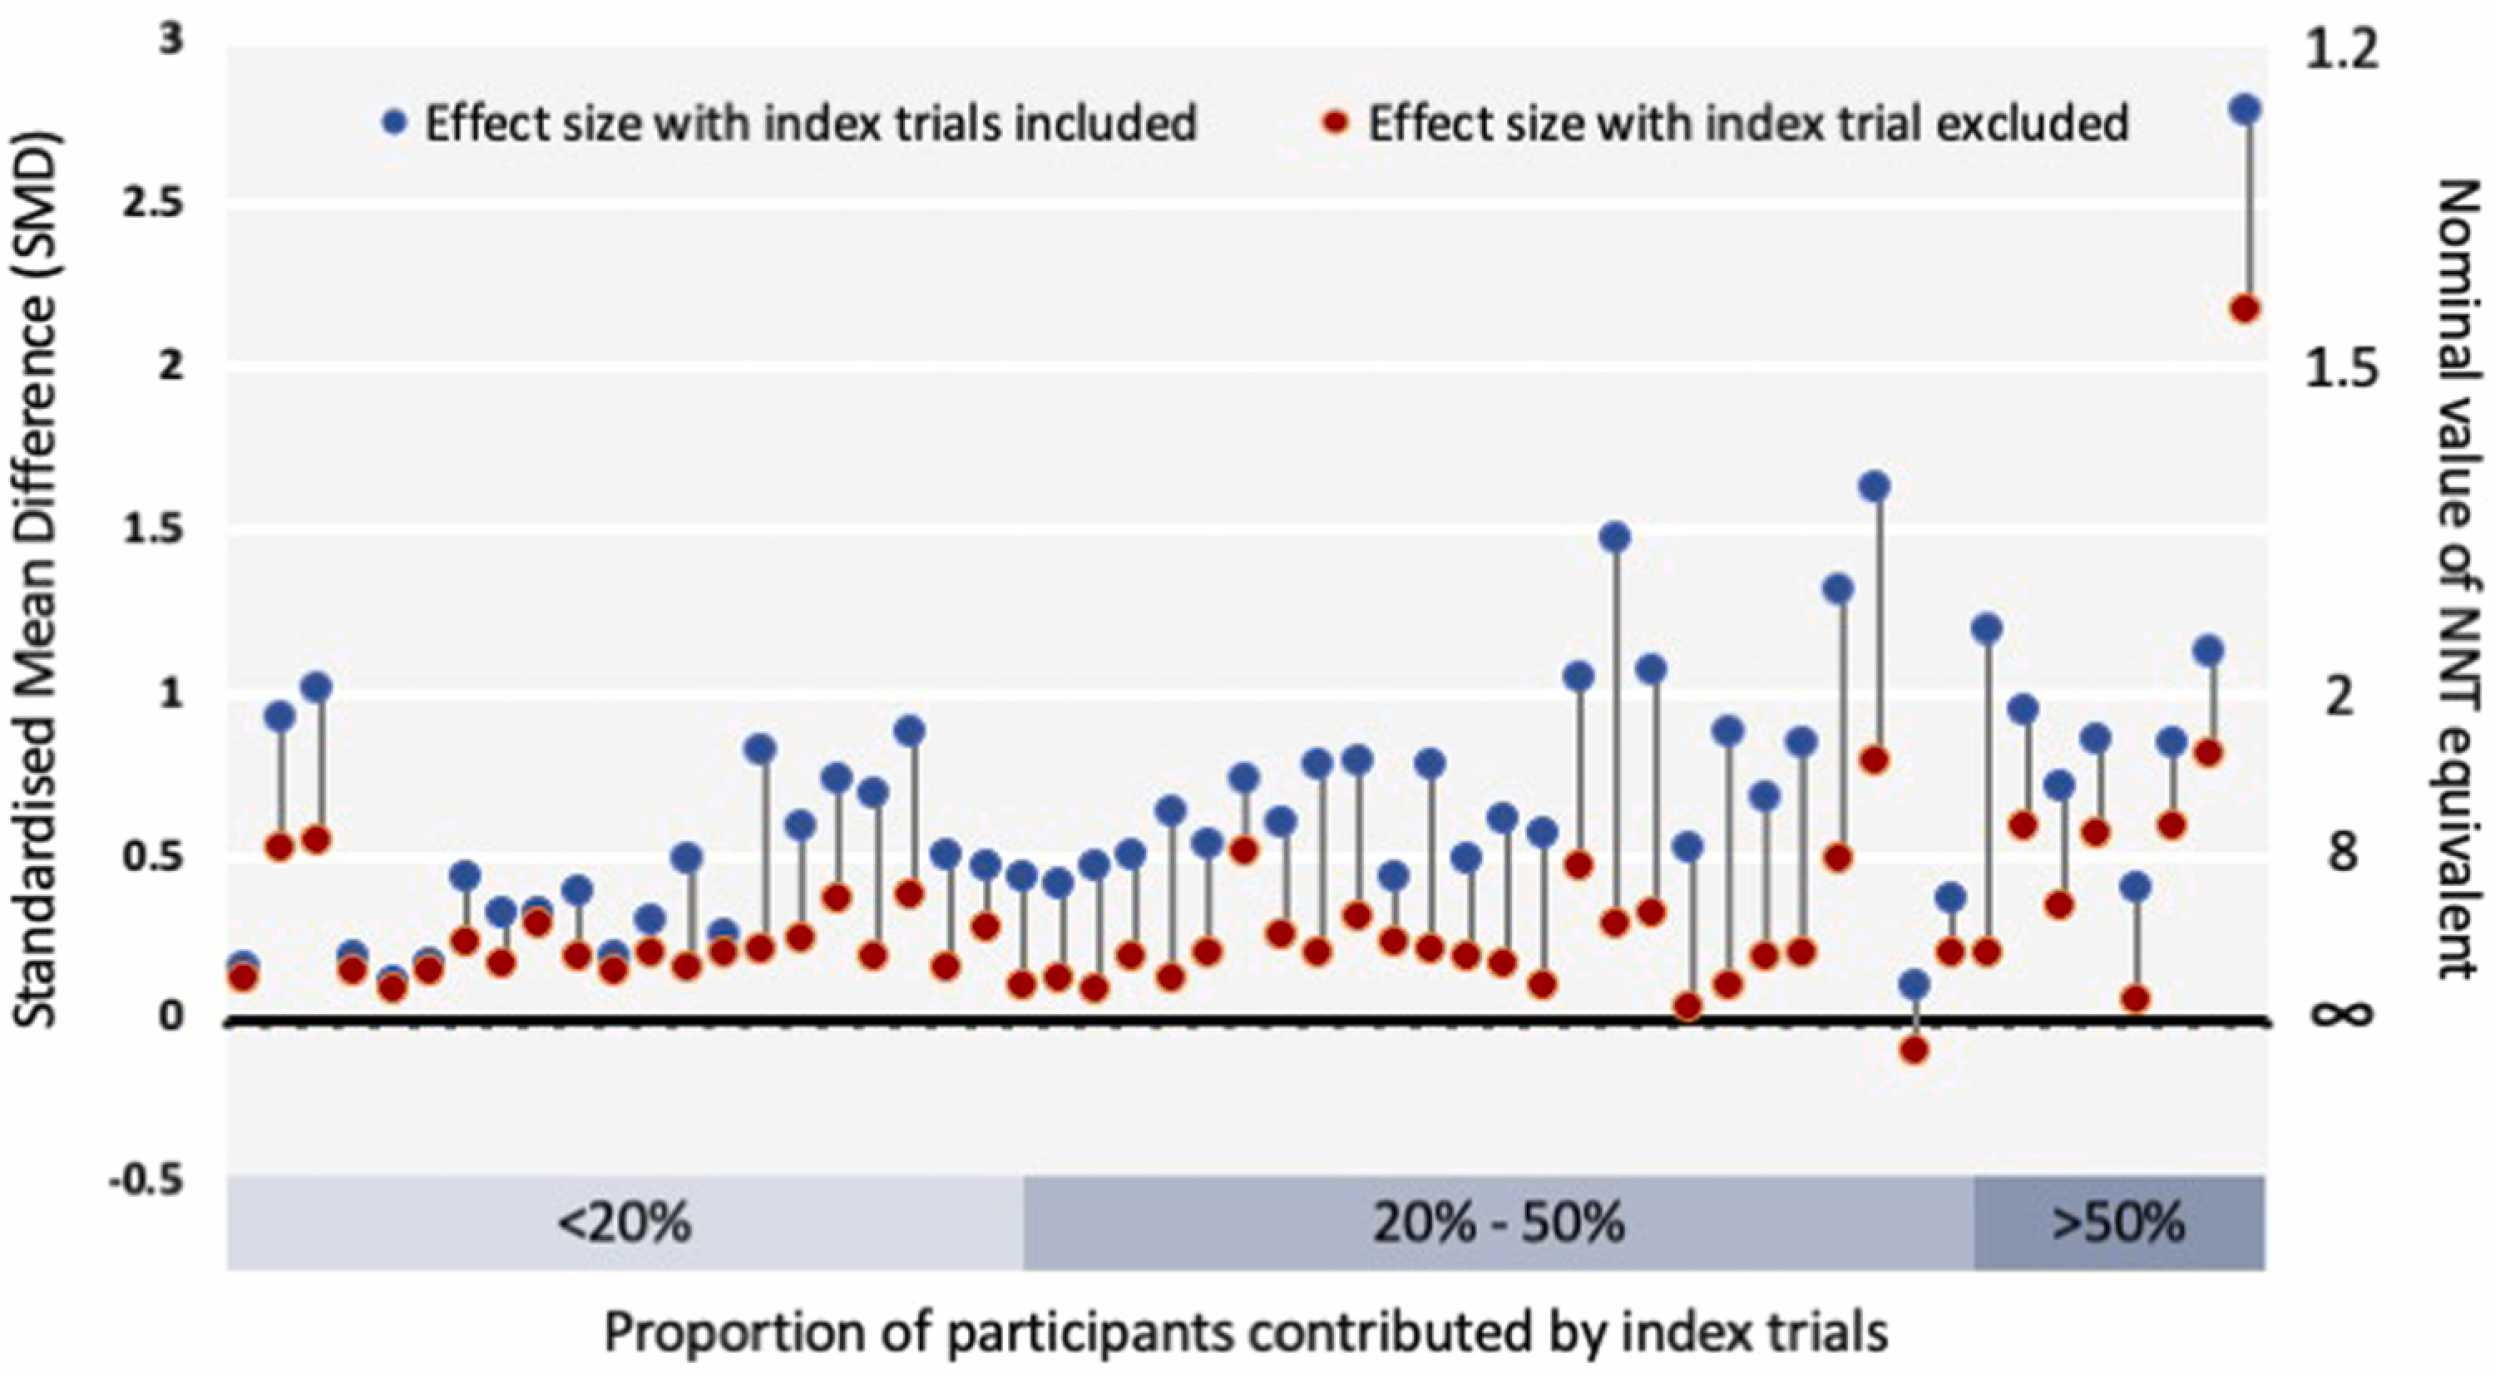 3
2.5
2
1.5
1
0.5
0
-0.5
Standardised Mean Difference (SMD)
Effect size with index trials included
Effect size with index trial excluded
1.2
1.5
2
8
∞
Nominal value of NNT equivalent
<20%
20% - 50%
>50%
Proportion of participants contributed by index trials